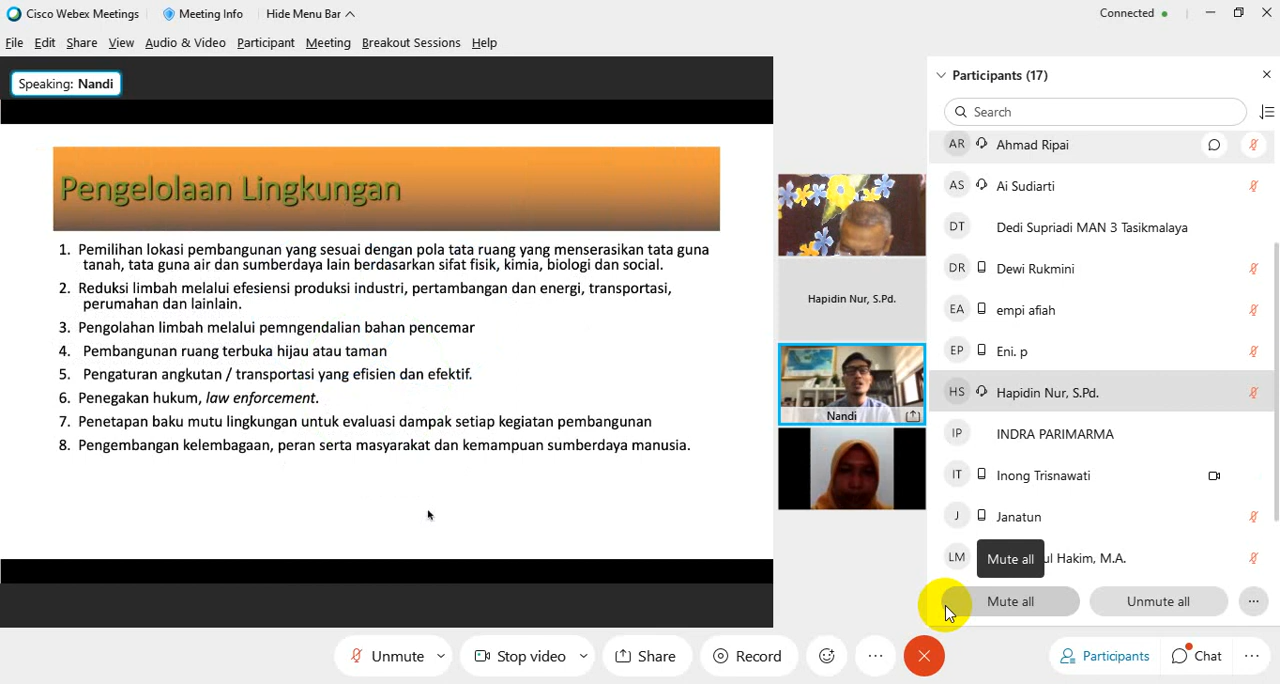 Cisco Webex Meetings
Meeting Info
Hide Menu Bar
Connected
File Edit Share View Audio & Video Participant Meeting Breakout Sessions Help
Speaking: Nandi
Pengelolaan Lingkungan
1. Pemilihan lokasi pembangunan yang sesuai dengan pola tata ruang yang menserasikan tata guna
tanah, tata guna air dan sumberdaya lain berdasarkan sifat fisik, kimia, biologi dan social.
2. Reduksi limbah melalui efesiensi produksi industri, pertambangan dan energi, transportasi,
perumahan dan lainlain.
3. Pengolahan limbah melalui pemngendalian bahan pencemar
4. Pembangunan ruang terbuka hijau atau taman
5. Pengaturan angkutan / transportasi yang efisien dan efektif.
6. Penegakan hukum, law enforcement.
7. Penetapan baku mutu lingkungan untuk evaluasi dampak setiap kegiatan pembangunan
8. Pengembangan kelembagaan, peran serta masyarakat dan kemampuan sumberdaya manusia.
Hapidin Nur, S.Pd.
Nandi
Participants (17)
Search
AR Ahmad Ripai
AS Ai Sudiarti
DT Dedi Supriadi MAN 3 Tasikmalaya
DR Dewi Rukmini
EA empi afiah
EP Eni. p
HS Hapidin Nur, S.Pd.
IP INDRA PARIMARMA
IT Inong Trisnawati
J Janatun
LM ul Hakim, M.A.
Mute all
Mute all
Unmute all
Unmute
Stop video
Share
Record
Participants
Chat